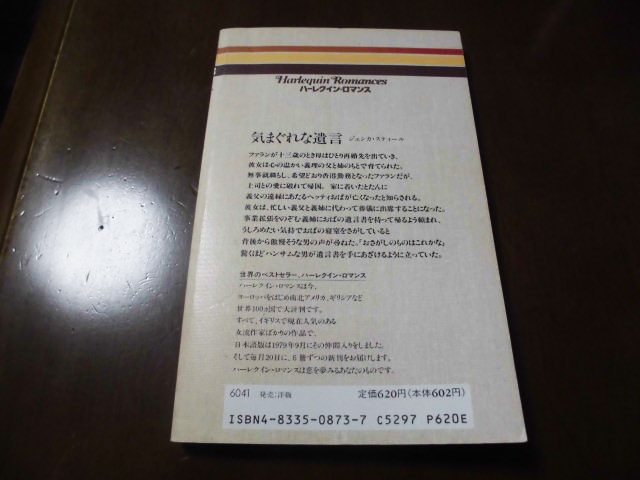 Harlequin Romances
ハーレクイン・ロマンス
気まぐれな遺言 ジェシカ・スティール
ファランが十三歳のとき母はひとり再婚先を出ていき、
彼女は心の温かい義理の父と姉のもとで育てられた。
無事就職もし、希望どおり香港勤務となったファランだが、
上司との愛に破れて帰国。家に着いたとたんに
義父の遠縁にあたるヘッティおばが亡くなったと知らされる。
彼女は、忙しい義父と義姉に代わって葬儀に出席することになった。
事業拡張をのぞむ義姉におばの遺言書を持って帰るよう頼まれ、
うしろめたい気持でおばの寝室をさがしていると
背後から傲慢そうな男の声が尋ねた。「おさがしのものはこれかな」
驚くほどハンサムな男が遺言書を手にあざけるように立っていた。
世界のベストセラー、ハーレクイン・ロマンス
ハーレクイン・ロマンスは今、
ヨーロッパをはじめ南北アメリカ、ギリシアなど
世界100ヵ国で大評判です。
すべて、イギリスで現在人気のある
女流作家ばかりの作品で、
日本語版は1979年9月にその仲間入りをしました。
そして毎月20日に、6冊ずつの新刊をお届けします。
ハーレクイン・ロマンスは恋を夢みるあなたのものです。
6041 発売:洋販 定価620円(本体602円)
ISBN4-8335-0873-7 C5297 P620E